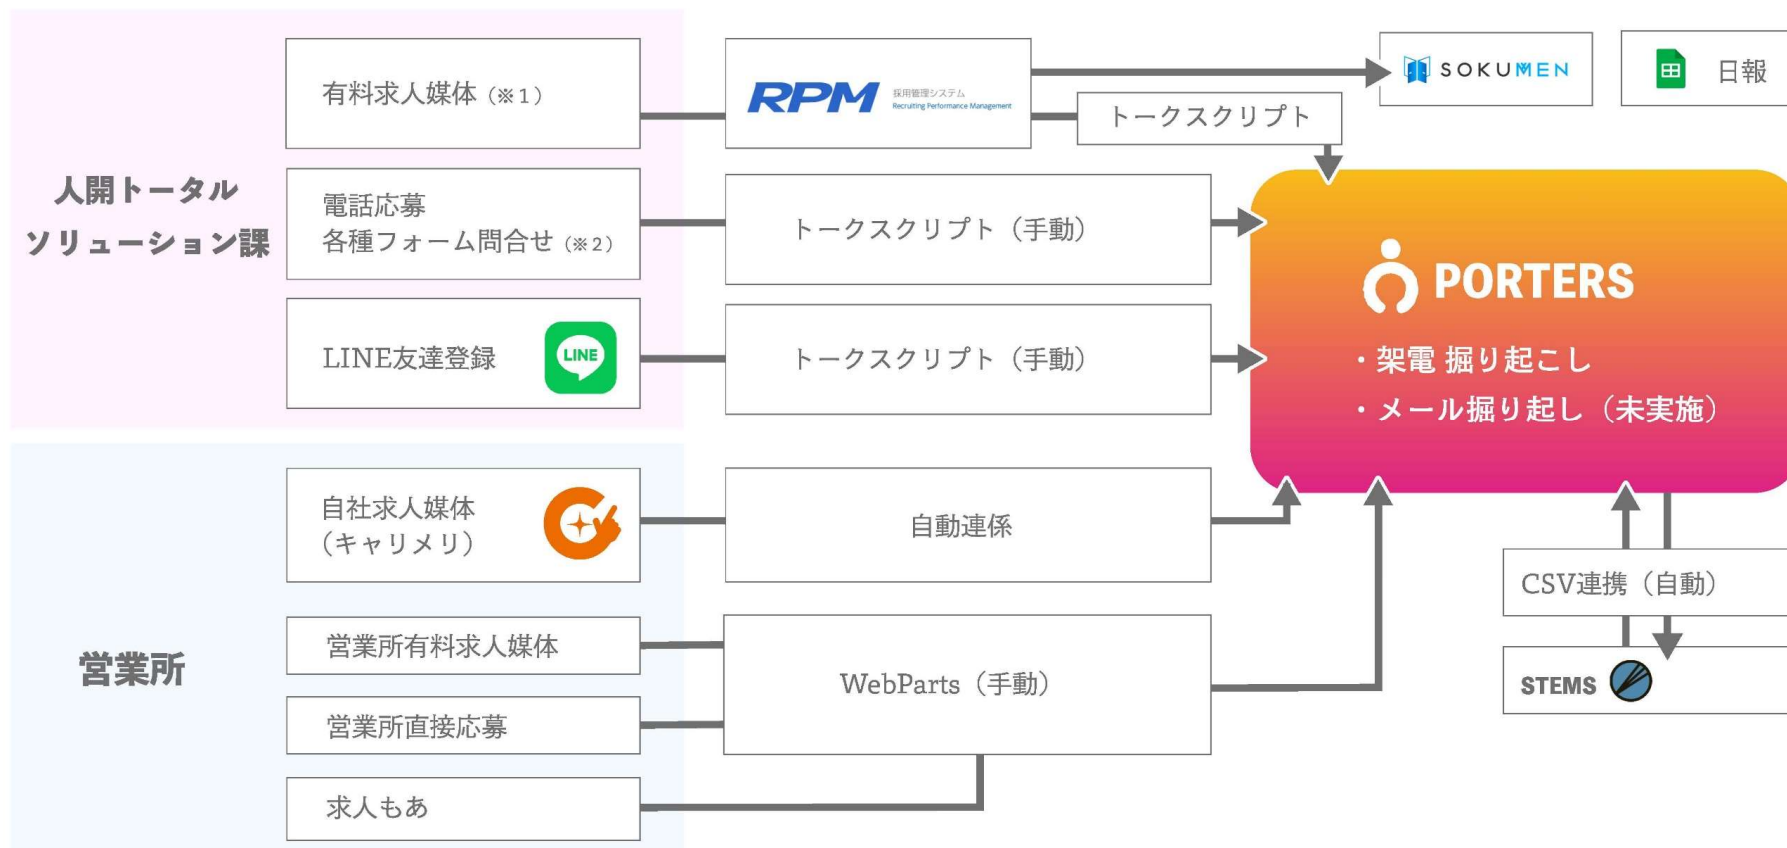 人開トータル
ソリューション課
有料求人媒体（※1）
電話応募
各種フォーム問合せ（※2）
LINE友達登録
LINE
RPM
採用管理システム
Recruiting Performance Management
トークスクリプト
トークスクリプト（手動）
トークスクリプト（手動）
SOKUMEN
日報
PORTERS
・架電 掘り起こし
・メール掘り起し（未実施）
営業所
自社求人媒体
（キャリメリ）
自動連係
営業所有料求人媒体
営業所直接応募
求人もあ
WebParts（手動）
CSV連携（自動）
STEMS